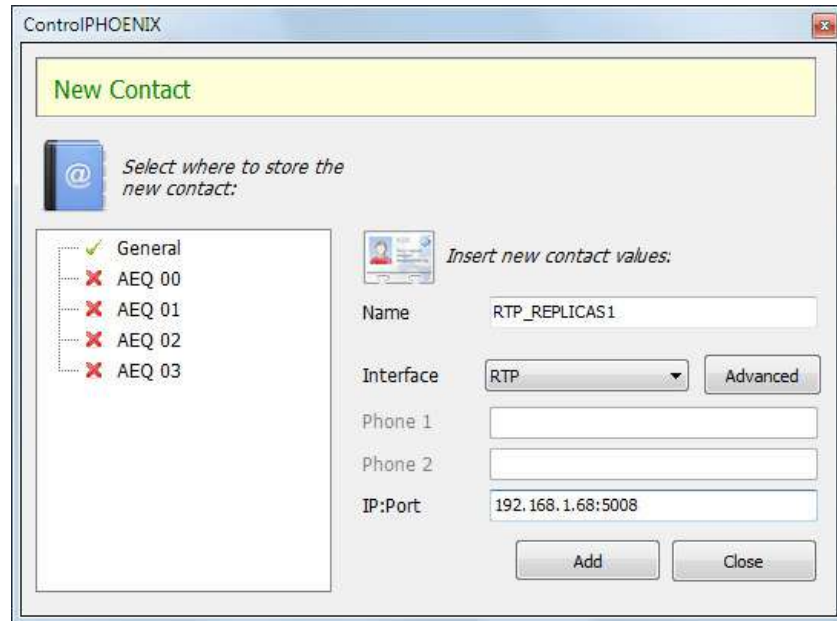 ControlPHOENIX
New Contact
@
Select where to store the
new contact:
General
AEQ 00
AEQ 01
AEQ 02
AEQ 03
Insert new contact values:
Name RTP_REPLICAS1
Interface RTP Advanced
Phone 1
Phone 2
IP:Port 192.168.1.68:5008
Add Close